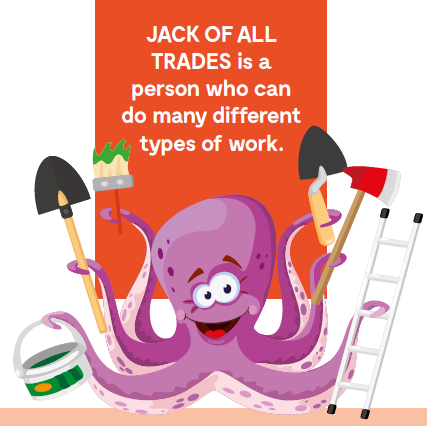 JACK OF ALL
TRADES is a
person who can
do many different
types of work.